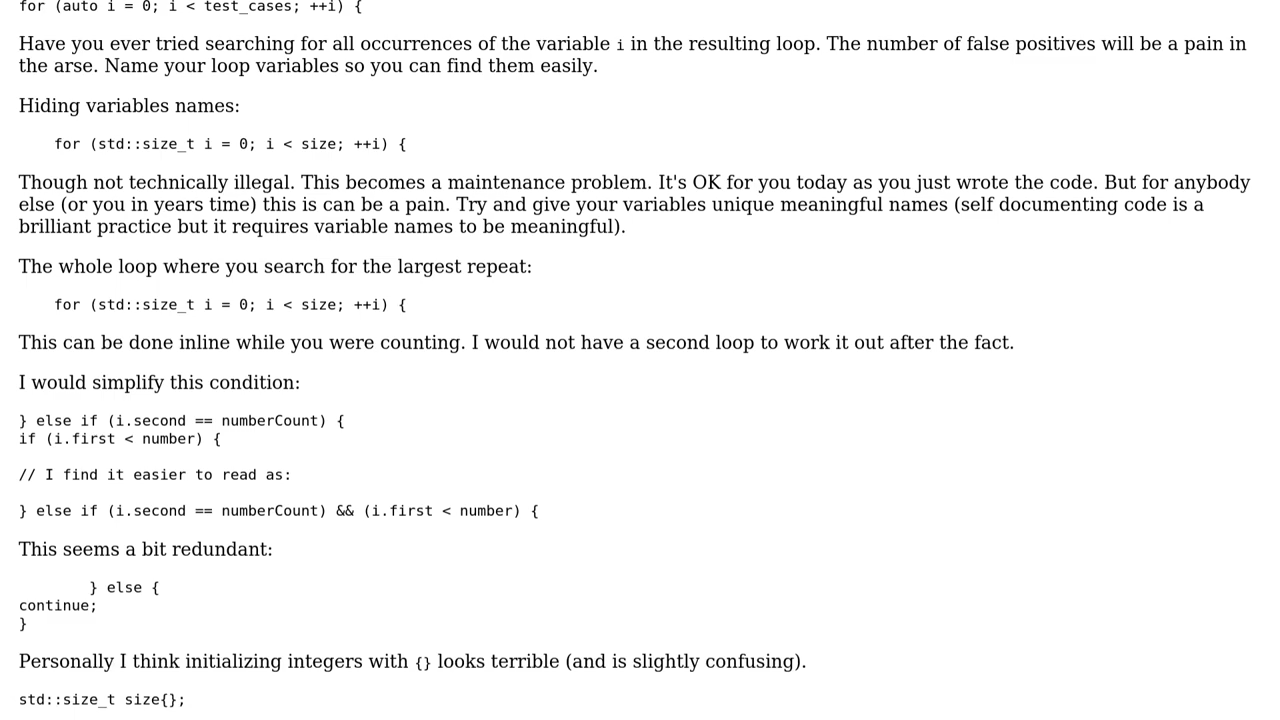 for (auto i = 0; i < test_cases; ++i) {
Have you ever tried searching for all occurrences of the variable i in the resulting loop. The number of false positives will be a pain in
the arse. Name your loop variables so you can find them easily.
Hiding variables names:
for (std::size_t i = 0; i < size; ++i) {
Though not technically illegal. This becomes a maintenance problem. It's OK for you today as you just wrote the code. But for anybody
else (or you in years time) this is can be a pain. Try and give your variables unique meaningful names (self documenting code is a
brilliant practice but it requires variable names to be meaningful).
The whole loop where you search for the largest repeat:
for (std::size_t i = 0; i < size; ++i) {
This can be done inline while you were counting. I would not have a second loop to work it out after the fact.
I would simplify this condition:
} else if (i.second == numberCount) {
if (i.first < number) {
// I find it easier to read as:
} else if (i.second == numberCount) && (i.first < number) {
This seems a bit redundant:
} else {
continue;
}
Personally I think initializing integers with {} looks terrible (and is slightly confusing).
std::size_t size{};